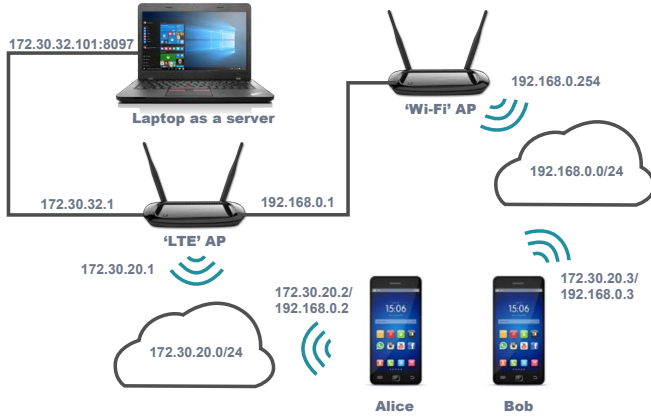 172.30.32.101:8097
Laptop as a server
‘Wi-Fi’ AP
192.168.0.254
192.168.0.0/24
172.30.32.1
192.168.0.1
‘LTE’ AP
172.30.20.1
172.30.20.2/
192.168.0.2
172.30.20.3/
192.168.0.3
15:06
15:06
172.30.20.0/24
Alice
Bob